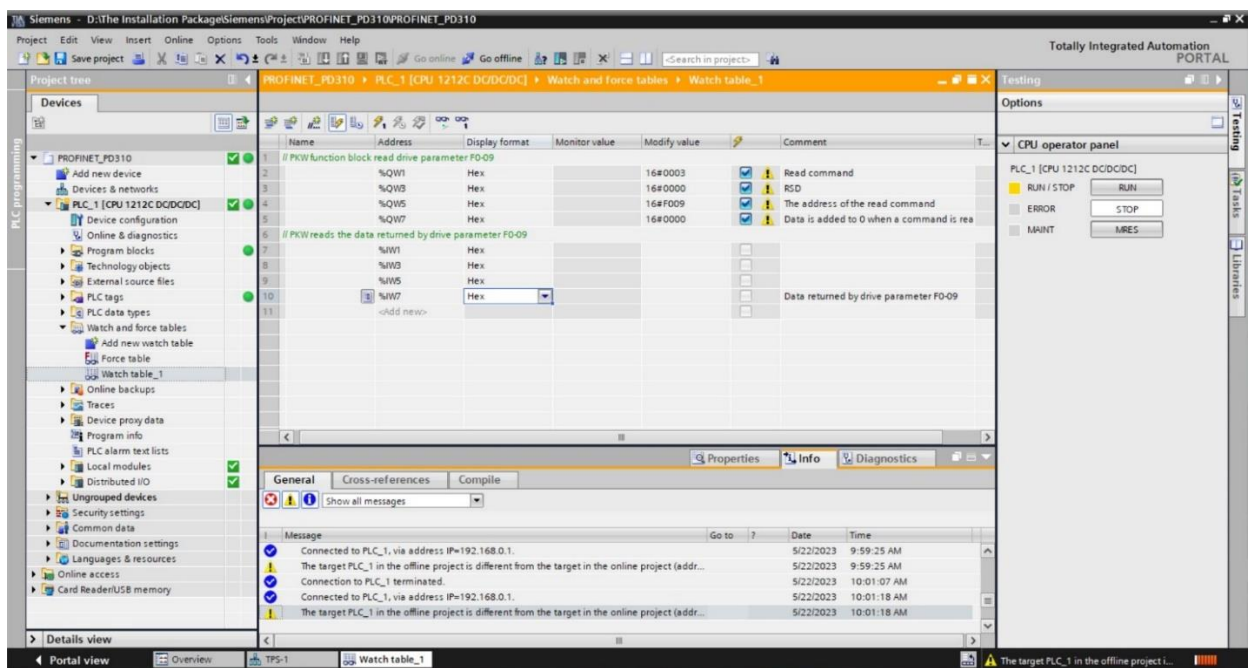 Siemens - D:\The Installation Package\Siemens\Project\PROFINET_PD310\PROFINET_PD310
Project Edit View Insert Online Options Tools Window Help
Totally Integrated Automation
PORTAL
Save project
Go online
Go offline
<Search in project>
Project tree
PROFINET_PD310 PLC_1 [CPU 1212C DC/DC/DC] Watch and force tables Watch table_1
Testing
Devices
Options
PLC programming
PROFINET_PD310
Add new device
Devices & networks
PLC_1 [CPU 1212C DC/DC/DC]
Device configuration
Online & diagnostics
Program blocks
Technology objects
External source files
PLC tags
PLC data types
Watch and force tables
Add new watch table
Force table
Watch table_1
Online backups
Traces
Device proxy data
Program info
PLC alarm text lists
Local modules
Distributed I/O
Ungrouped devices
Security settings
Common data
Documentation settings
Languages & resources
Online access
Card Reader/USB memory
Details view
Name Address Display format Monitor value Modify value Comment T...
1 // PKW function block read drive parameter F0-09
2 %QW1 Hex 16#0003 Read command
3 %QW3 Hex 16#0000 RSD
4 %QW5 Hex 16#F009 The address of the read command
5 %QW7 Hex 16#0000 Data is added to 0 when a command is rea
6 // PKW reads the data returned by drive parameter F0-09
7 %IW1 Hex
8 %IW3 Hex
9 %IW5 Hex
10 %IW7 Hex Data returned by drive parameter F0-09
11 <Add new>
Properties Info Diagnostics
General Cross-references Compile
Show all messages
! Message Go to ? Date Time
Connected to PLC_1, via address IP=192.168.0.1. 5/22/2023 9:59:25 AM
The target PLC_1 in the offline project is different from the target in the online project (addr... 5/22/2023 9:59:25 AM
Connection to PLC_1 terminated. 5/22/2023 10:01:07 AM
Connected to PLC_1, via address IP=192.168.0.1. 5/22/2023 10:01:18 AM
The target PLC_1 in the offline project is different from the target in the online project (addr... 5/22/2023 10:01:18 AM
CPU operator panel
PLC_1 [CPU 1212C DC/DC/DC]
RUN / STOP RUN
ERROR STOP
MAINT MRES
Testing
Tasks
Libraries
Portal view Overview TPS-1 Watch table_1 The target PLC_1 in the offline project i...